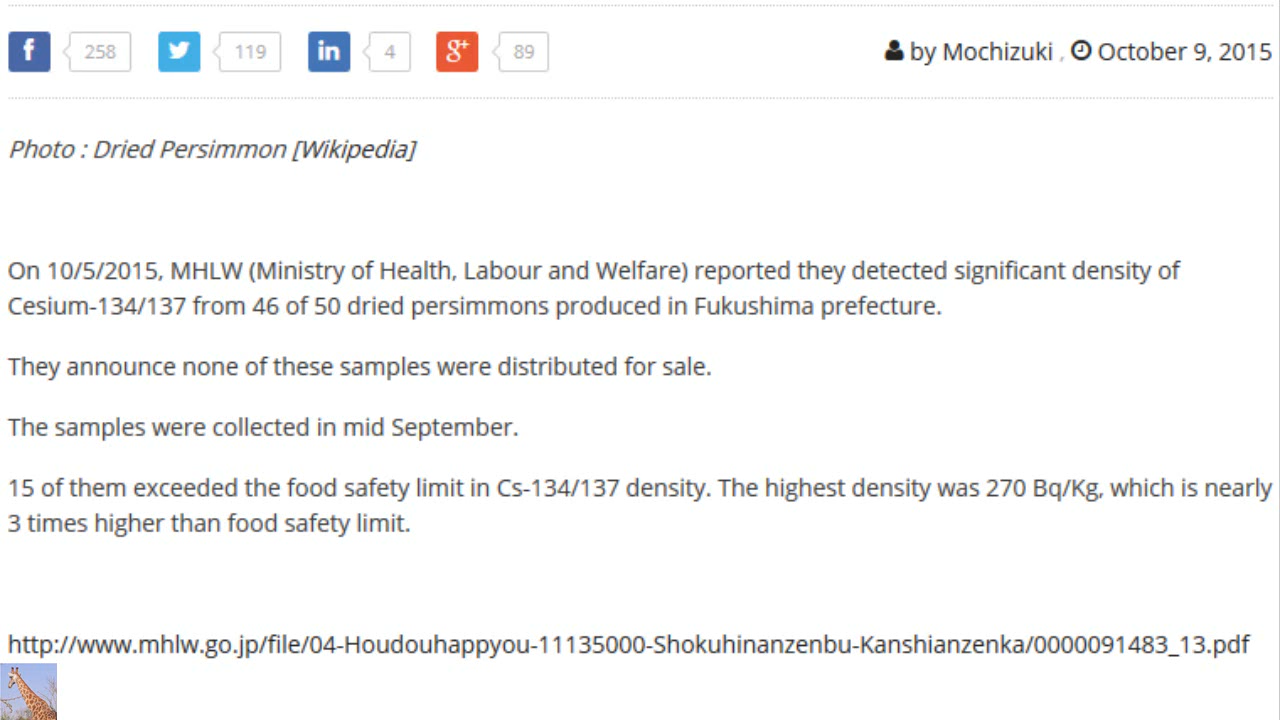 f 258 119 in 4 g+ 89 by Mochizuki , October 9, 2015
Photo : Dried Persimmon [Wikipedia]
On 10/5/2015, MHLW (Ministry of Health, Labour and Welfare) reported they detected significant density of
Cesium-134/137 from 46 of 50 dried persimmons produced in Fukushima prefecture.
They announce none of these samples were distributed for sale.
The samples were collected in mid September.
15 of them exceeded the food safety limit in Cs-134/137 density. The highest density was 270 Bq/Kg, which is nearly
3 times higher than food safety limit.
http://www.mhlw.go.jp/file/04-Houdouhappyou-11135000-Shokuhinanzenbu-Kanshianzenka/0000091483_13.pdf